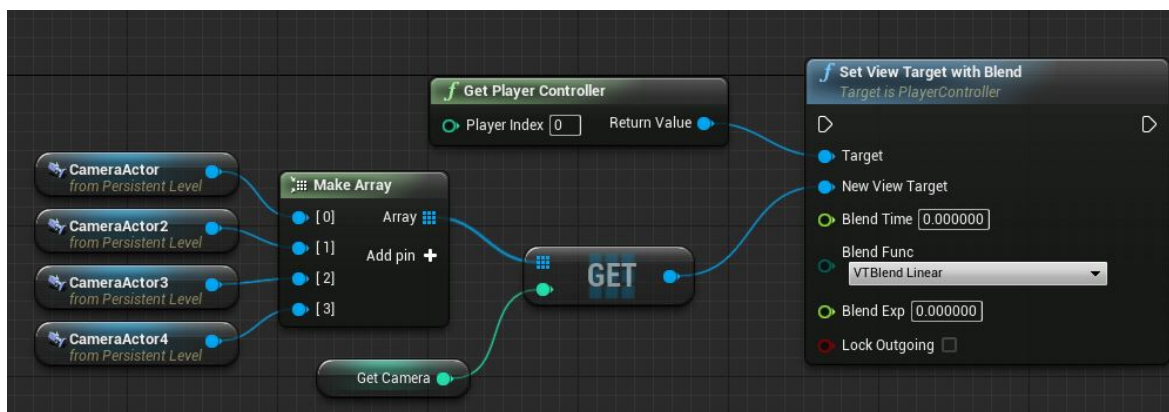 CameraActor
from Persistent Level
CameraActor2
from Persistent Level
CameraActor3
from Persistent Level
CameraActor4
from Persistent Level
Make Array
[0] Array
[1] Add pin +
[2]
[3]
Get Player Controller
Player Index 0 Return Value
GET
Get Camera
Set View Target with Blend
Target is PlayerController
Target
New View Target
Blend Time 0.000000
Blend Func
VTBlend Linear
Blend Exp 0.000000
Lock Outgoing